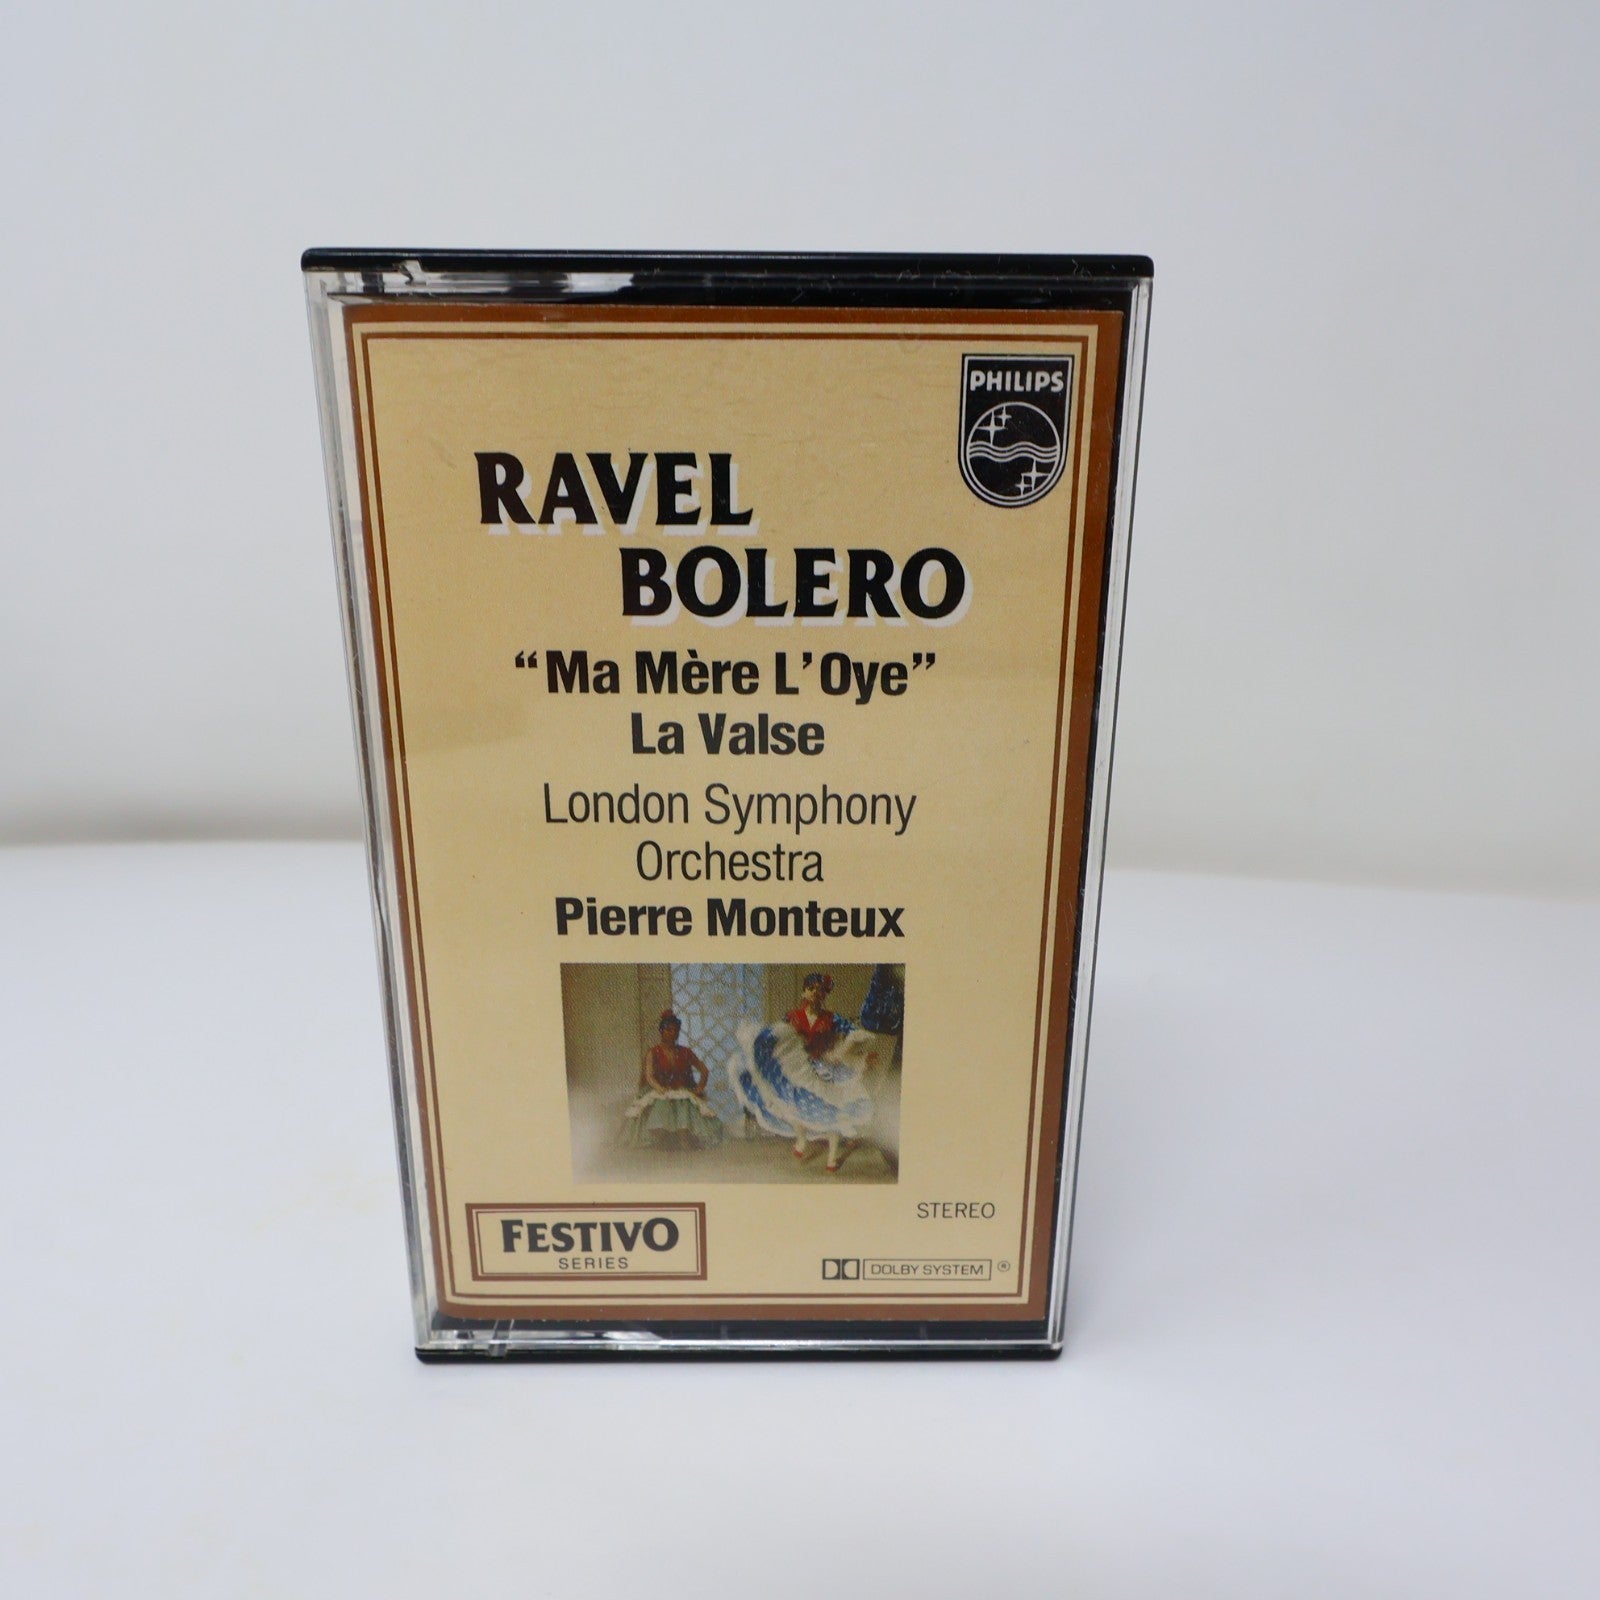 PHILIPS
RAVEL
BOLERO
“Ma Mère L’Oye”
La Valse
London Symphony
Orchestra
Pierre Monteux
STEREO
FESTIVO
SERIES
DOLBY SYSTEM ®